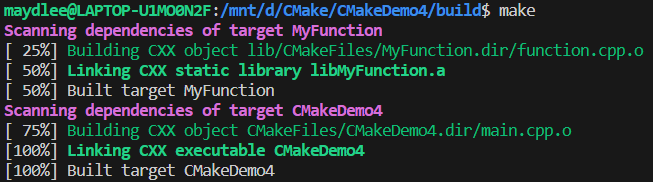 maydlee@LAPTOP-U1MO0N2F:/mnt/d/CMake/CMakeDemo4/build$ make
Scanning dependencies of target MyFunction
[ 25%] Building CXX object lib/CMakeFiles/MyFunction.dir/function.cpp.o
[ 50%] Linking CXX static library libMyFunction.a
[ 50%] Built target MyFunction
Scanning dependencies of target CMakeDemo4
[ 75%] Building CXX object CMakeFiles/CMakeDemo4.dir/main.cpp.o
[100%] Linking CXX executable CMakeDemo4
[100%] Built target CMakeDemo4